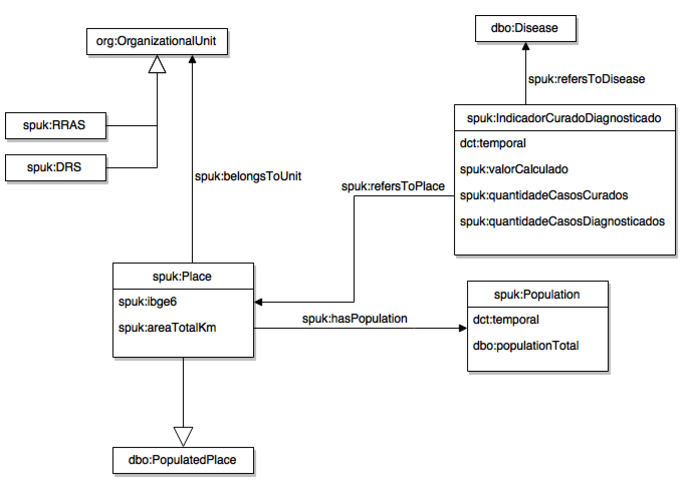 dbo:Disease
org:OrganizationalUnit
spuk:refersToDisease
spuk:RRAS
spuk:IndicadorCuradoDiagnosticado
dct:temporal
spuk:valorCalculado
spuk:quantidadeCasosCurados
spuk:quantidadeCasosDiagnosticados
spuk:DRS
spuk:belongsToUnit
spuk:refersToPlace
spuk:Place
spuk:ibge6
spuk:areaTotalKm
spuk:hasPopulation
spuk:Population
dct:temporal
dbo:populationTotal
dbo:PopulatedPlace